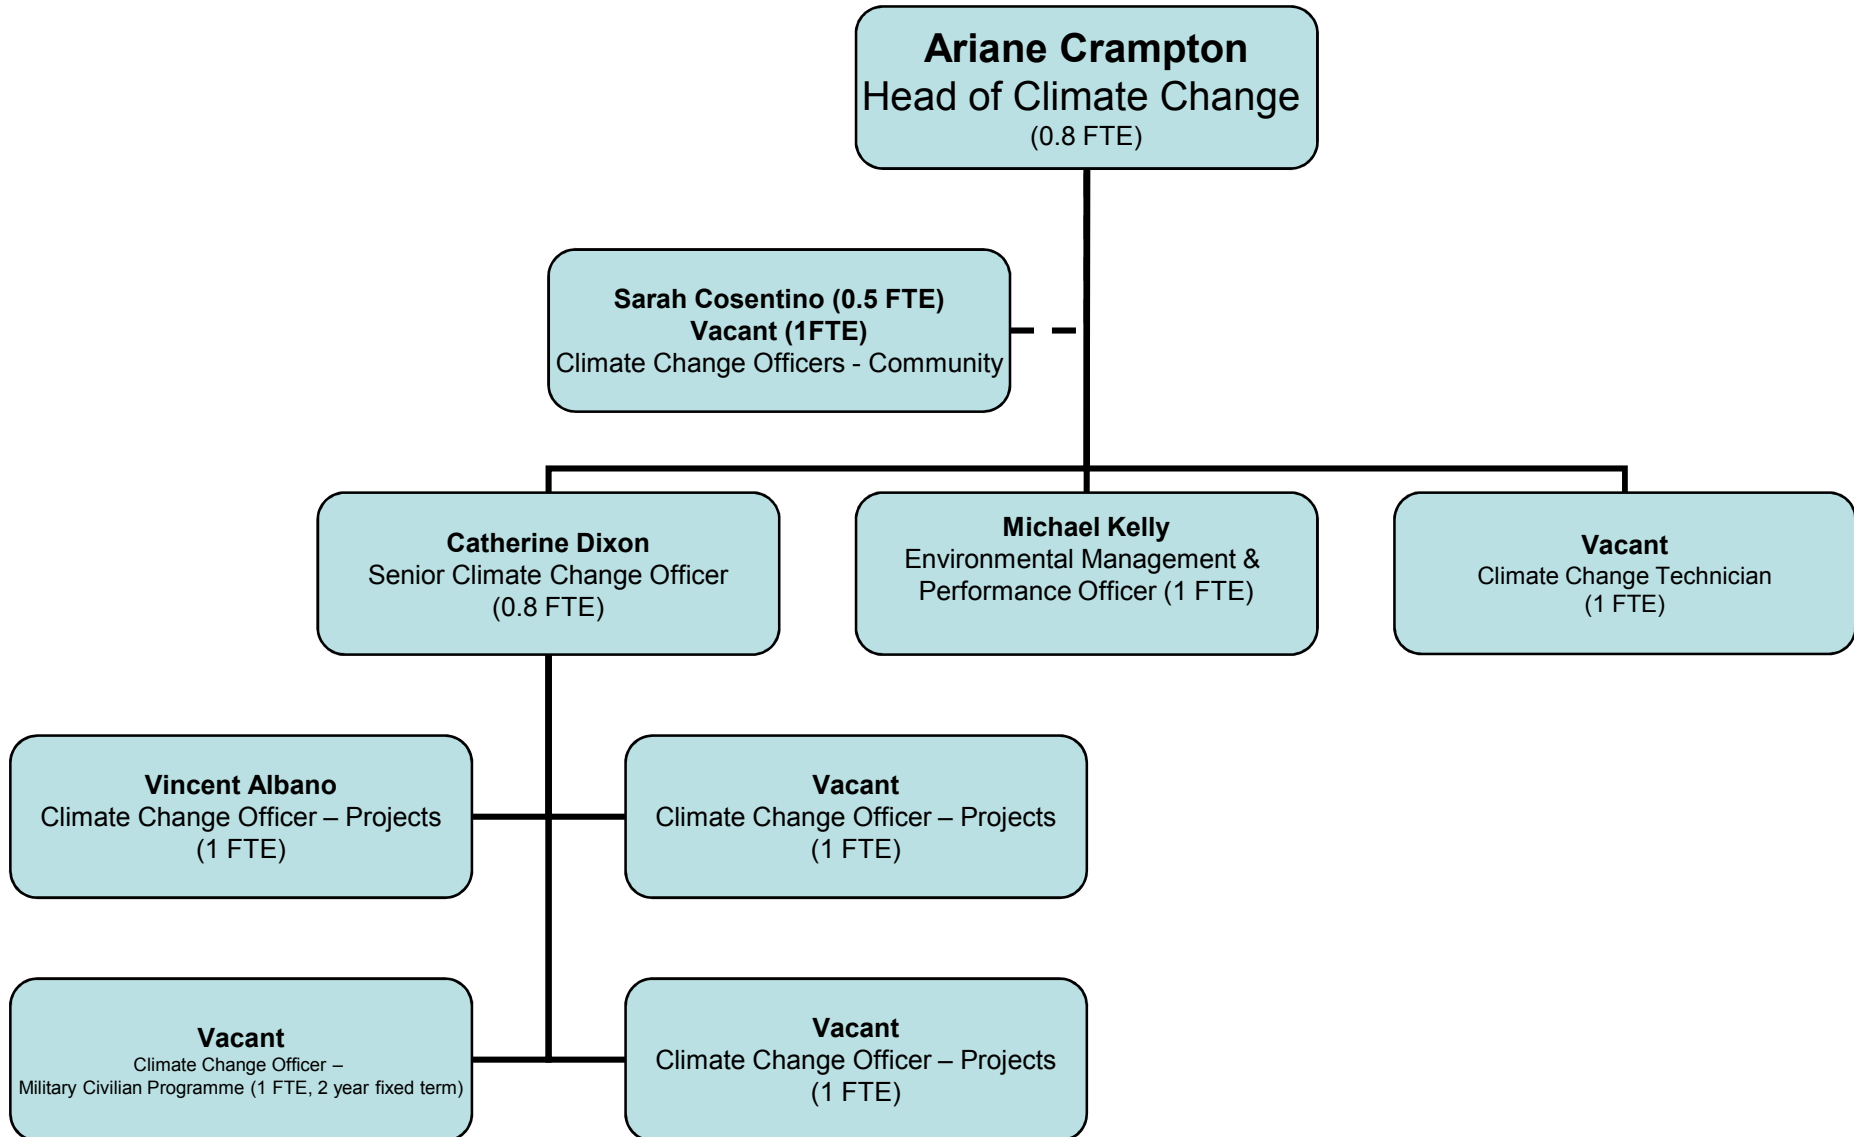 Ariane Crampton
Head of Climate Change
(0.8 FTE)
Sarah Cosentino (0.5 FTE)
Vacant (1FTE)
Climate Change Officers - Community
Catherine Dixon
Senior Climate Change Officer
(0.8 FTE)
Michael Kelly
Environmental Management &
Performance Officer (1 FTE)
Vacant
Climate Change Technician
(1 FTE)
Vincent Albano
Climate Change Officer – Projects
(1 FTE)
Vacant
Climate Change Officer – Projects
(1 FTE)
Vacant
Climate Change Officer –
Military Civilian Programme (1 FTE, 2 year fixed term)
Vacant
Climate Change Officer – Projects
(1 FTE)